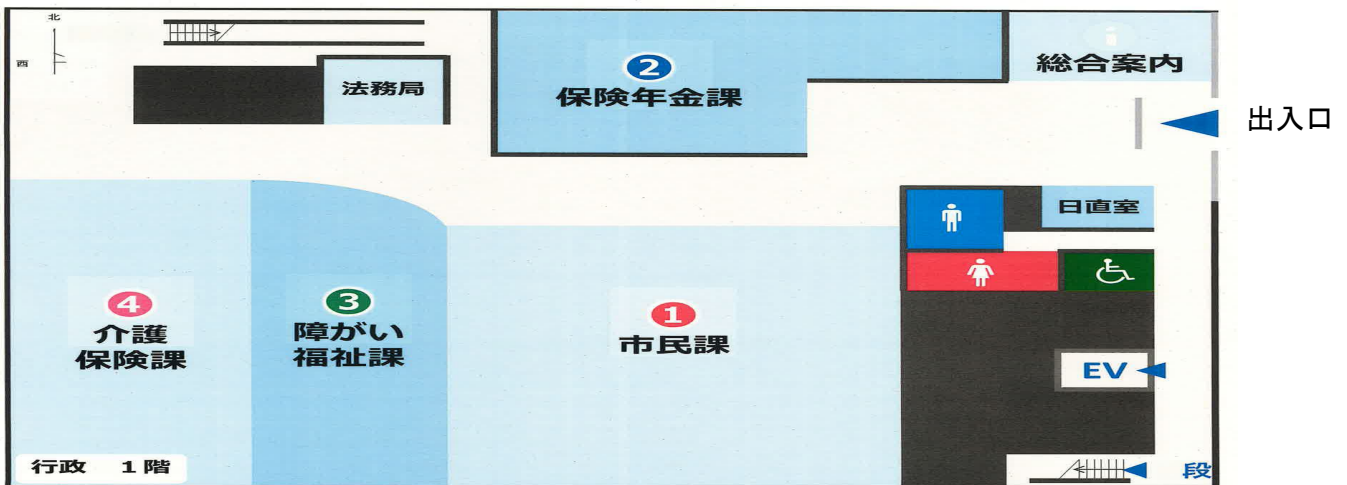 北
西
法務局
2
保険年金課
i
総合案内
出入口
日直室
4
介護
保険課
3
障がい
福祉課
1
市民課
EV
行政 1階
段